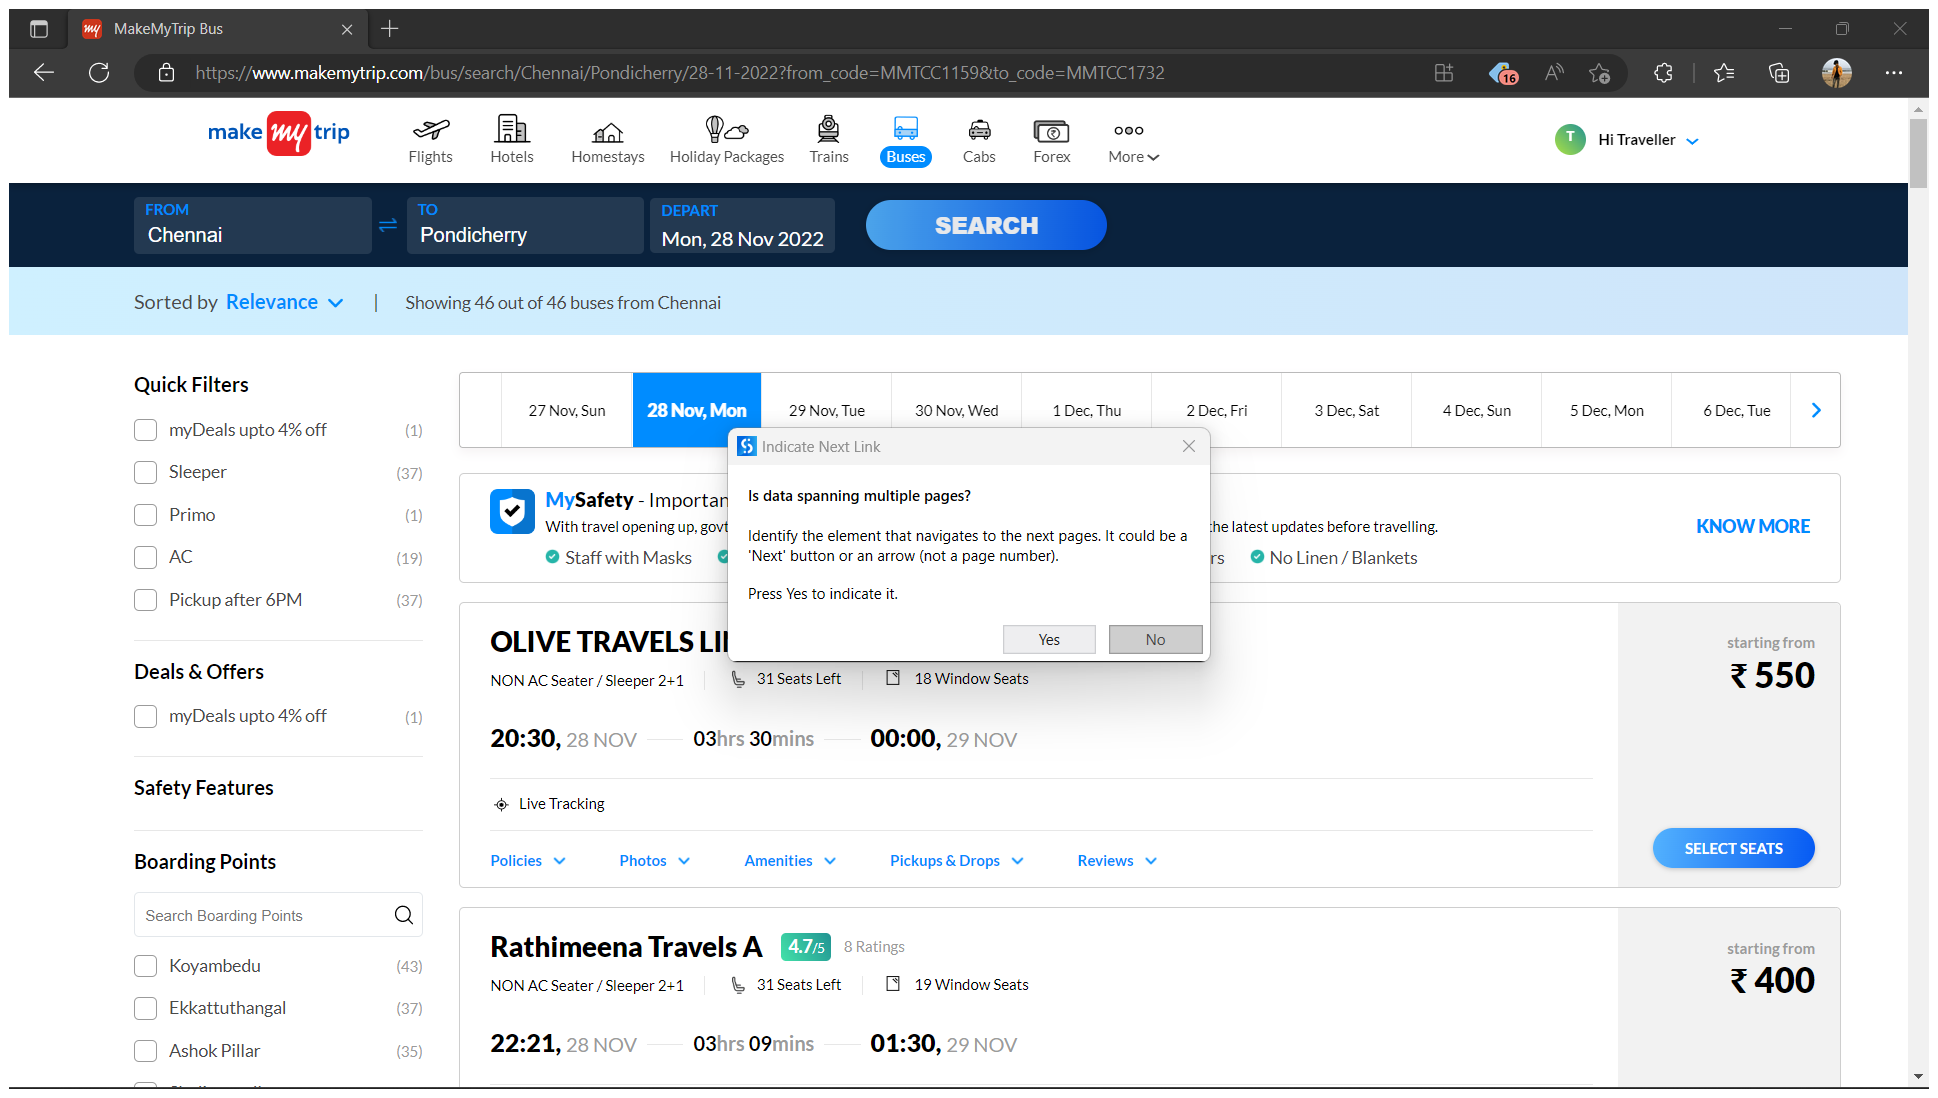 MakeMyTrip Bus
https://www.makemytrip.com/bus/search/Chennai/Pondicherry/28-11-2022?from_code=MMTCC1159&to_code=MMTCC1732
16
make my trip
Flights
Hotels
Homestays
Holiday Packages
Trains
Buses
Cabs
Forex
More
T
Hi Traveller
FROM
Chennai
TO
Pondicherry
DEPART
Mon, 28 Nov 2022
SEARCH
Sorted by Relevance | Showing 46 out of 46 buses from Chennai
Quick Filters
myDeals upto 4% off (1)
Sleeper (37)
Primo (1)
AC (19)
Pickup after 6PM (37)
Deals & Offers
myDeals upto 4% off (1)
Safety Features
Boarding Points
Search Boarding Points
Koyambedu (43)
Ekkattuthangal (37)
Ashok Pillar (35)
27 Nov, Sun
28 Nov, Mon
29 Nov, Tue
30 Nov, Wed
1 Dec, Thu
2 Dec, Fri
3 Dec, Sat
4 Dec, Sun
5 Dec, Mon
6 Dec, Tue
MySafety - Importan
With travel opening up, govt
the latest updates before travelling.
Staff with Masks
rs
No Linen / Blankets
KNOW MORE
Indicate Next Link
Is data spanning multiple pages?
Identify the element that navigates to the next pages. It could be a
'Next' button or an arrow (not a page number).
Press Yes to indicate it.
Yes
No
OLIVE TRAVELS
NON AC Seater / Sleeper 2+1
31 Seats Left
18 Window Seats
starting from
₹ 550
20:30, 28 NOV
03hrs 30mins
00:00, 29 NOV
Live Tracking
Policies
Photos
Amenities
Pickups & Drops
Reviews
SELECT SEATS
Rathimeena Travels A 4.7/5 8 Ratings
NON AC Seater / Sleeper 2+1
31 Seats Left
19 Window Seats
starting from
₹ 400
22:21, 28 NOV
03hrs 09mins
01:30, 29 NOV